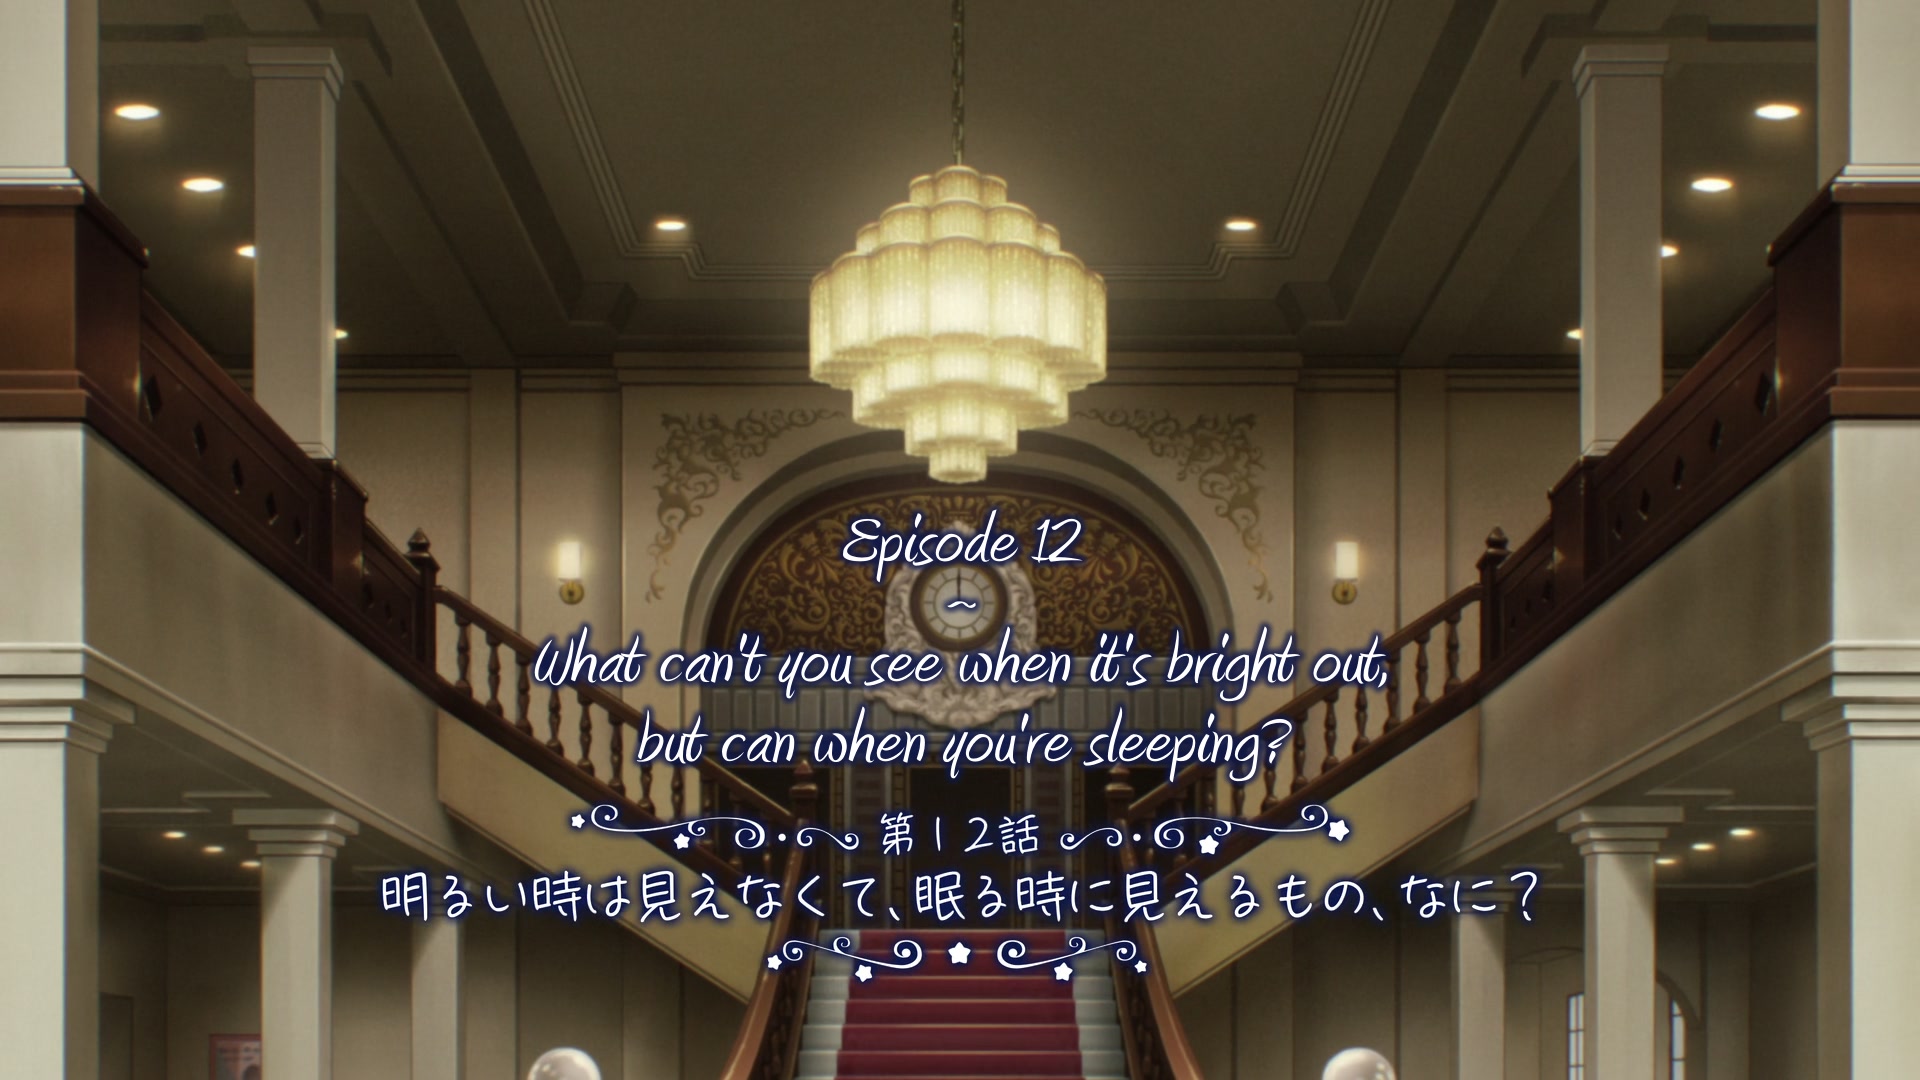 Episode 12
~
What can't you see when it's bright out,
but can when you're sleeping?
第12話
明るい時は見えなくて、眠る時に見えるもの、なに？